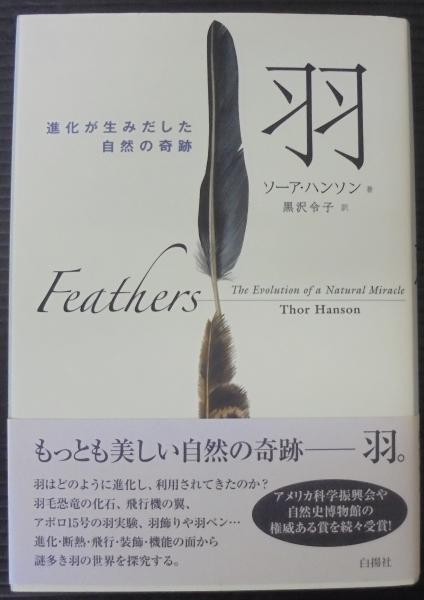 羽
進化が生みだした
自然の奇跡
ソーア・ハンソン 著
黒沢令子 訳
Feathers
The Evolution of a Natural Miracle
Thor Hanson
もっとも美しい自然の奇跡──羽。
羽はどのように進化し、利用されてきたのか？
羽毛恐竜の化石、飛行機の翼、
アポロ15号の羽実験、羽飾りや羽ペン…
進化・断熱・飛行・装飾・機能の面から
謎多き羽の世界を探究する。
アメリカ科学振興会や
自然史博物館の
権威ある賞を続々受賞！
白揚社